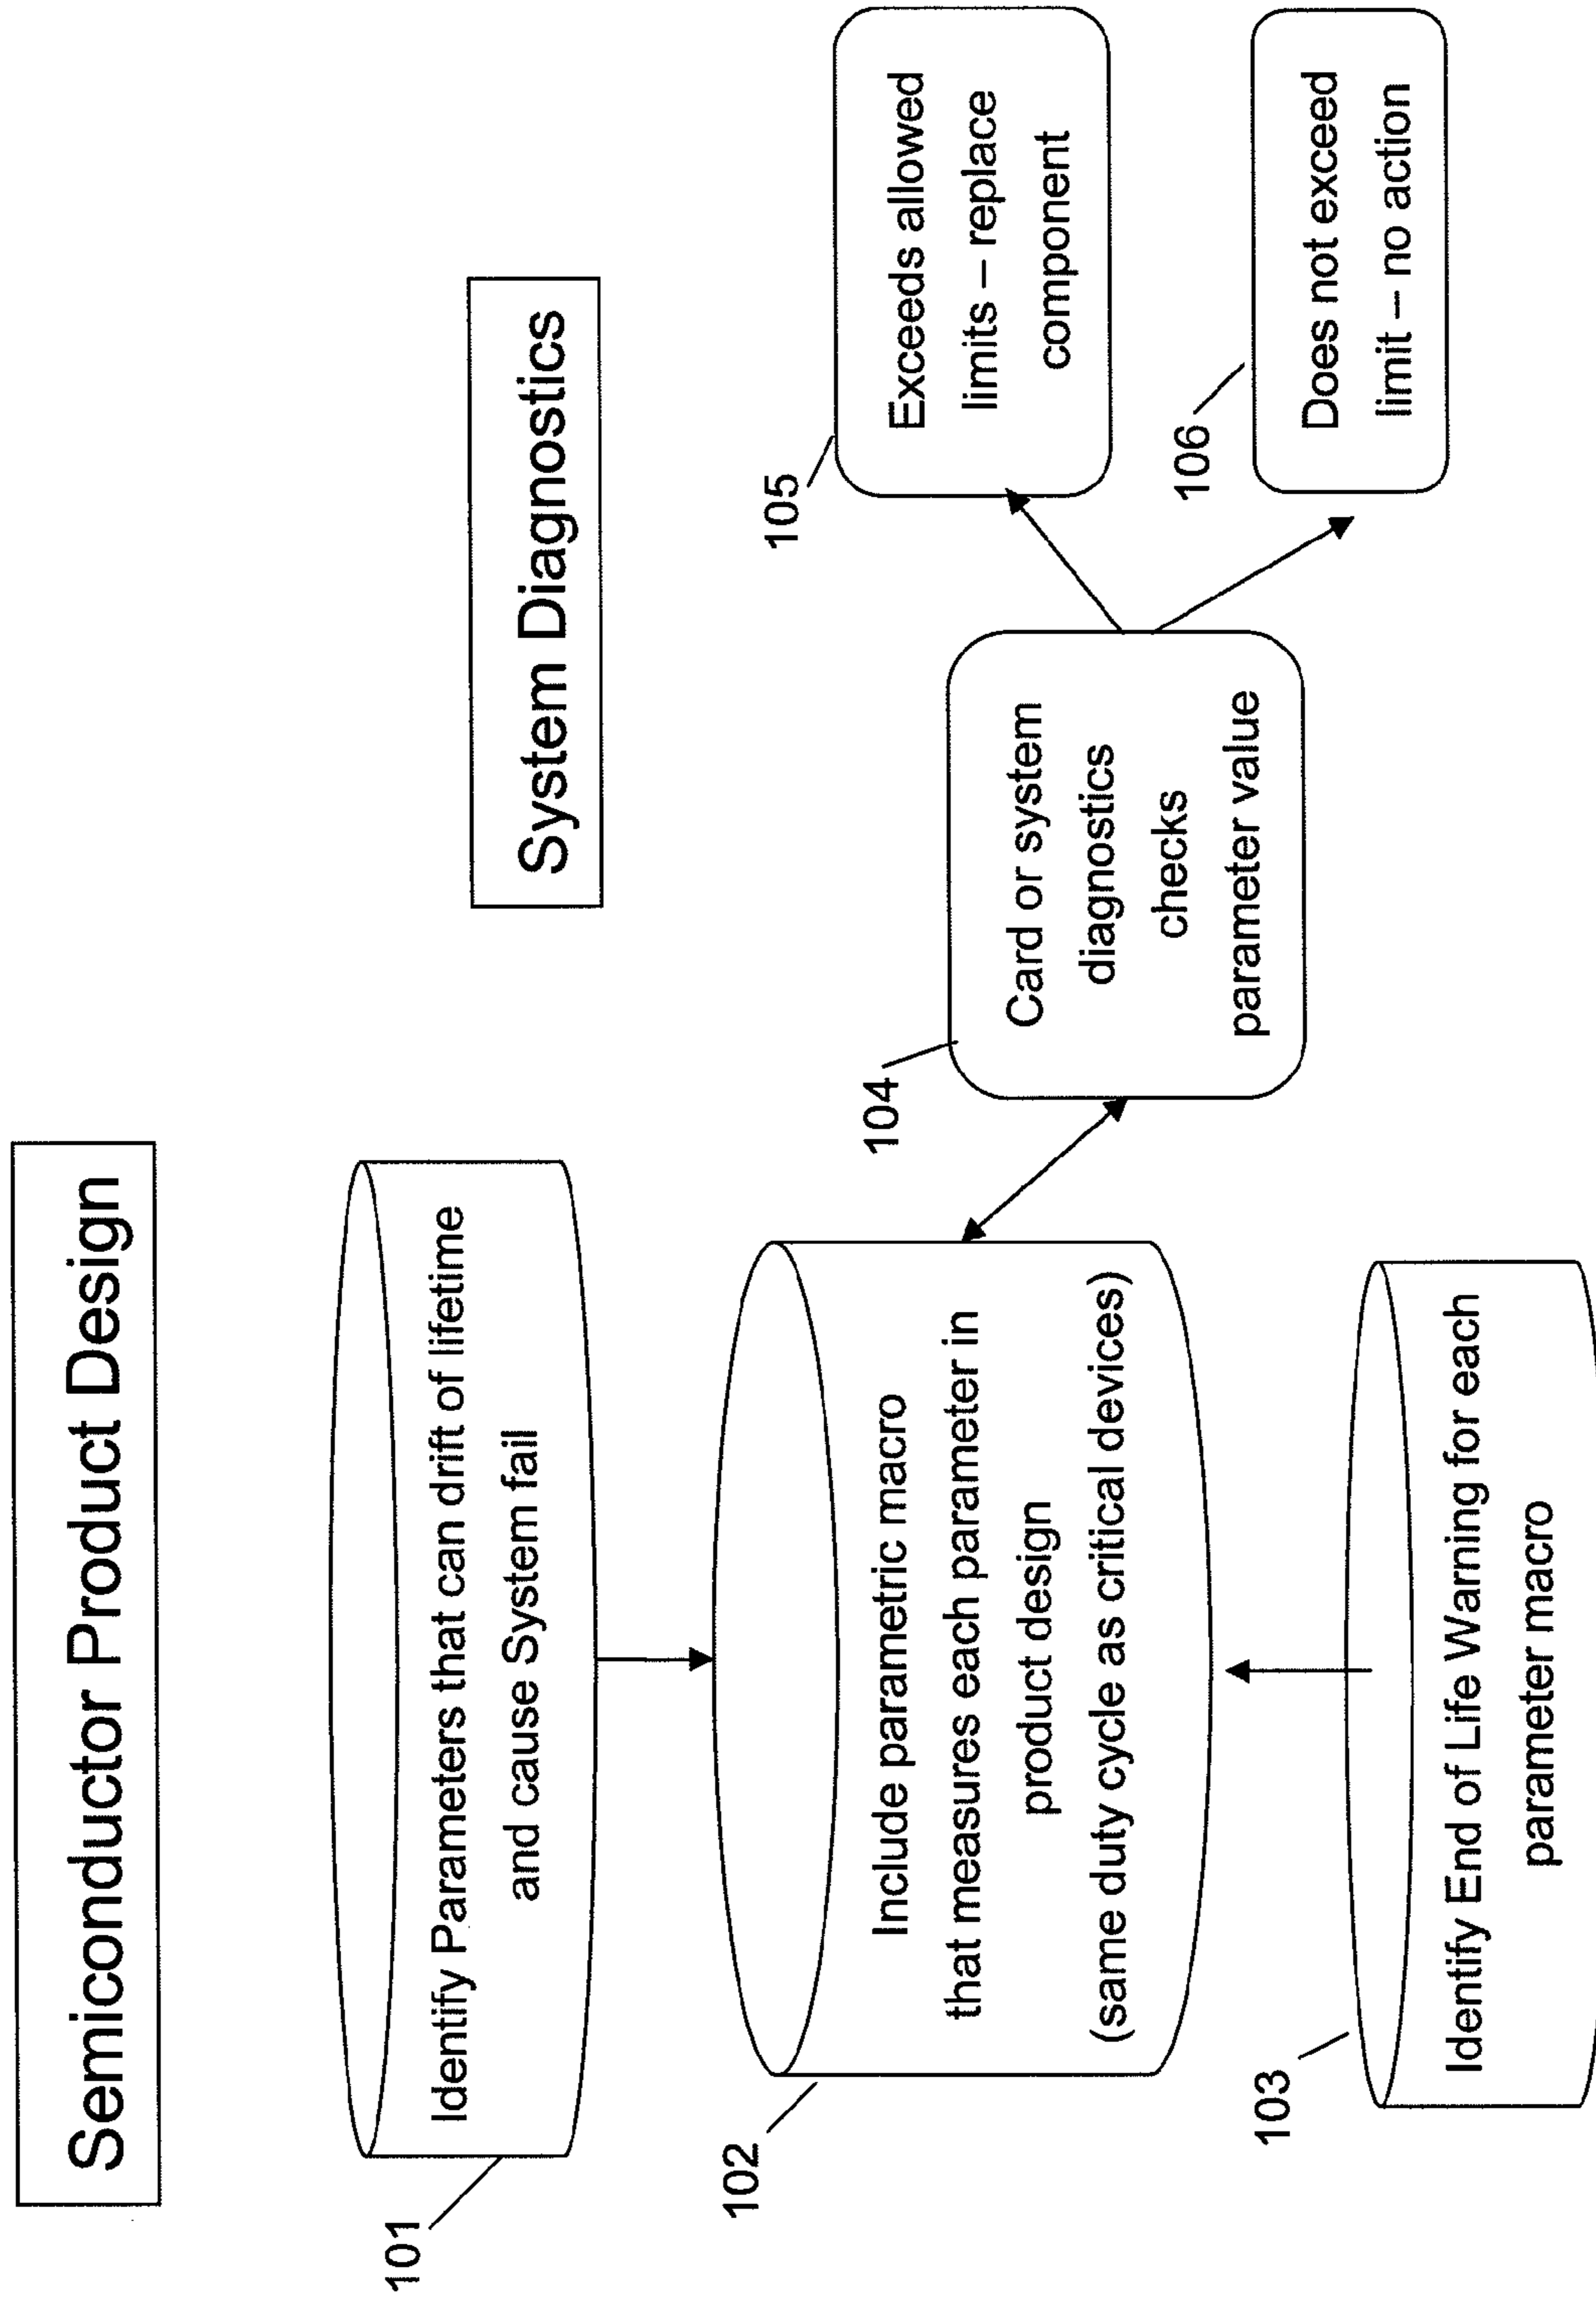 Semiconductor Product Design
101
Identify Parameters that can drift of lifetime
and cause System fail
102
Include parametric macro
that measures each parameter in
product design
(same duty cycle as critical devices)
103
Identify End of Life Warning for each
parameter macro
System Diagnostics
104
Card or system
diagnostics
checks
parameter value
105
Exceeds allowed
limits – replace
component
106
Does not exceed
limit – no action